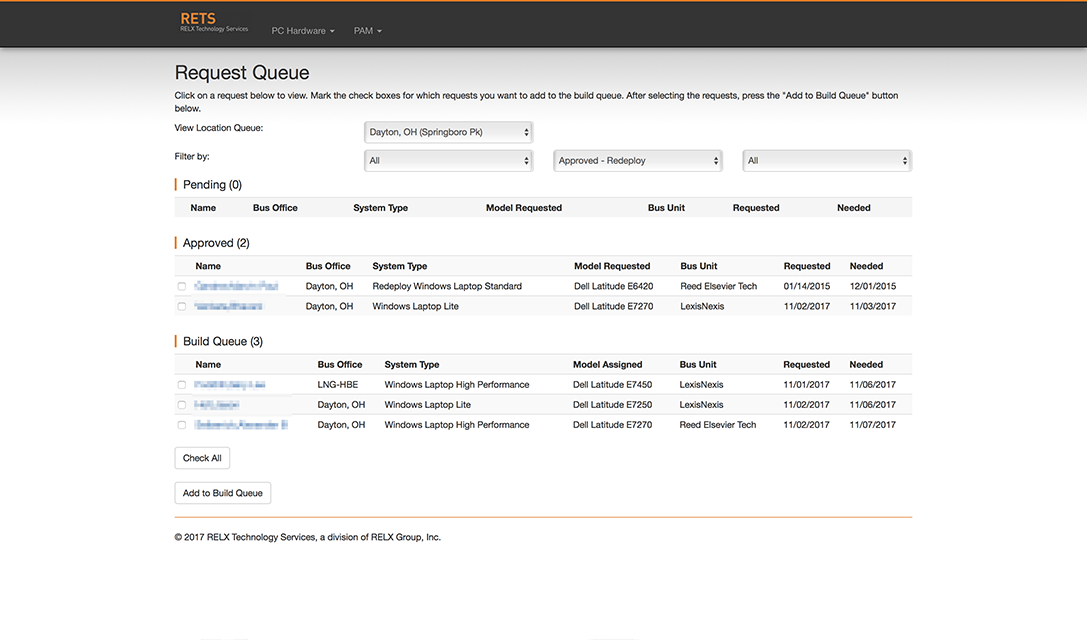 RETS
RELX Technology Services
PC Hardware PAM
Request Queue
Click on a request below to view. Mark the check boxes for which requests you want to add to the build queue. After selecting the requests, press the "Add to Build Queue" button
below.
View Location Queue: Dayton, OH (Springboro Pk)
Filter by: All Approved - Redeploy All
Pending (0)
Name Bus Office System Type Model Requested Bus Unit Requested Needed
Approved (2)
Name Bus Office System Type Model Requested Bus Unit Requested Needed
Dayton, OH Redeploy Windows Laptop Standard Dell Latitude E6420 Reed Elsevier Tech 01/14/2015 12/01/2015
Dayton, OH Windows Laptop Lite Dell Latitude E7270 LexisNexis 11/02/2017 11/03/2017
Build Queue (3)
Name Bus Office System Type Model Assigned Bus Unit Requested Needed
LNG-HBE Windows Laptop High Performance Dell Latitude E7450 LexisNexis 11/01/2017 11/06/2017
Dayton, OH Windows Laptop Lite Dell Latitude E7250 LexisNexis 11/02/2017 11/06/2017
Dayton, OH Windows Laptop High Performance Dell Latitude E7270 Reed Elsevier Tech 11/02/2017 11/07/2017
Check All
Add to Build Queue
© 2017 RELX Technology Services, a division of RELX Group, Inc.